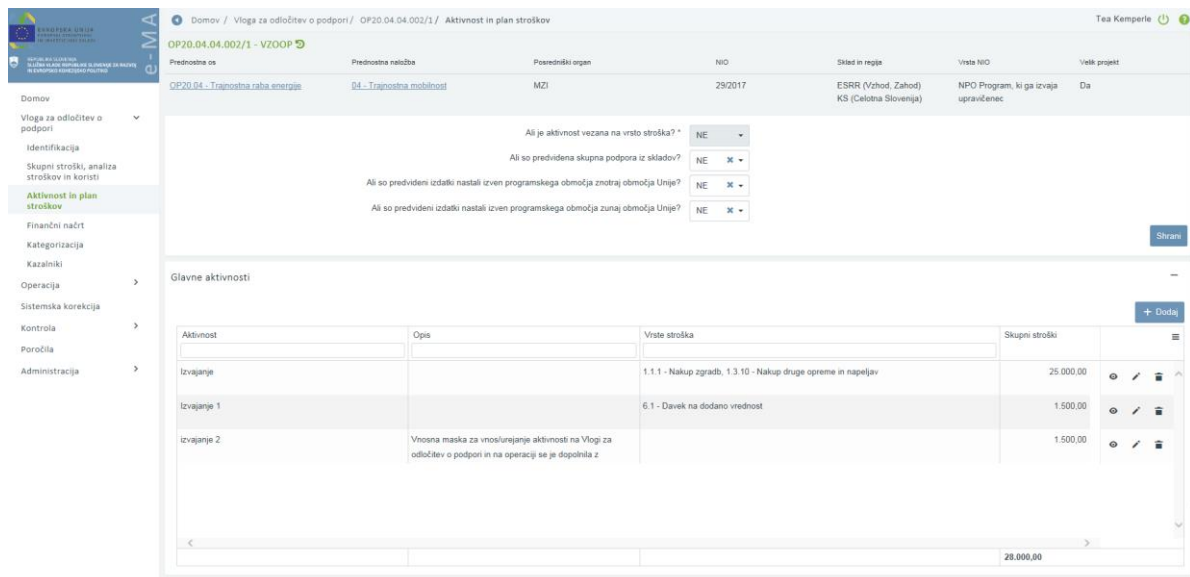 EVROPSKA UNIJA
e-MA
Domov / Vloga za odločitev o podpori / OP20.04.04.002/1 / Aktivnost in plan stroškov
Tea Kemperle
OP20.04.04.002/1 - VZOOP
Prednostna os
Prednostna naložba
Posredniški organ
NIO
Sklad in regija
Vrsta NIO
Velik projekt
OP20.04 - Trajnostna raba energije
04 - Trajnostna mobilnost
MZI
29/2017
ESRR (Vzhod, Zahod)
KS (Celotna Slovenija)
NPO Program, ki ga izvaja
upravičenec
Da
Domov
Vloga za odločitev o
podpori
Identifikacija
Skupni stroški, analiza
stroškov in koristi
Aktivnost in plan
stroškov
Finančni načrt
Kategorizacija
Kazalniki
Operacija
Sistemska korekcija
Kontrola
Poročila
Administracija
Ali je aktivnost vezana na vrsto stroška? * NE
Ali so predvidena skupna podpora iz skladov? NE
Ali so predvideni izdatki nastali izven programskega območja znotraj območja Unije? NE
Ali so predvideni izdatki nastali izven programskega območja zunaj območja Unije? NE
Shrani
Glavne aktivnosti
+ Dodaj
Aktivnost
Opis
Vrste stroška
Skupni stroški
Izvajanje
1.1.1 - Nakup zgradb, 1.3.10 - Nakup druge opreme in napeljav
25.000,00
Izvajanje 1
6.1 - Davek na dodano vrednost
1.500,00
izvajanje 2
Vnosna maska za vnos/urejanje aktivnosti na Vlogi za
odločitev o podpori in na operaciji se je dopolnila z
1.500,00
28.000,00